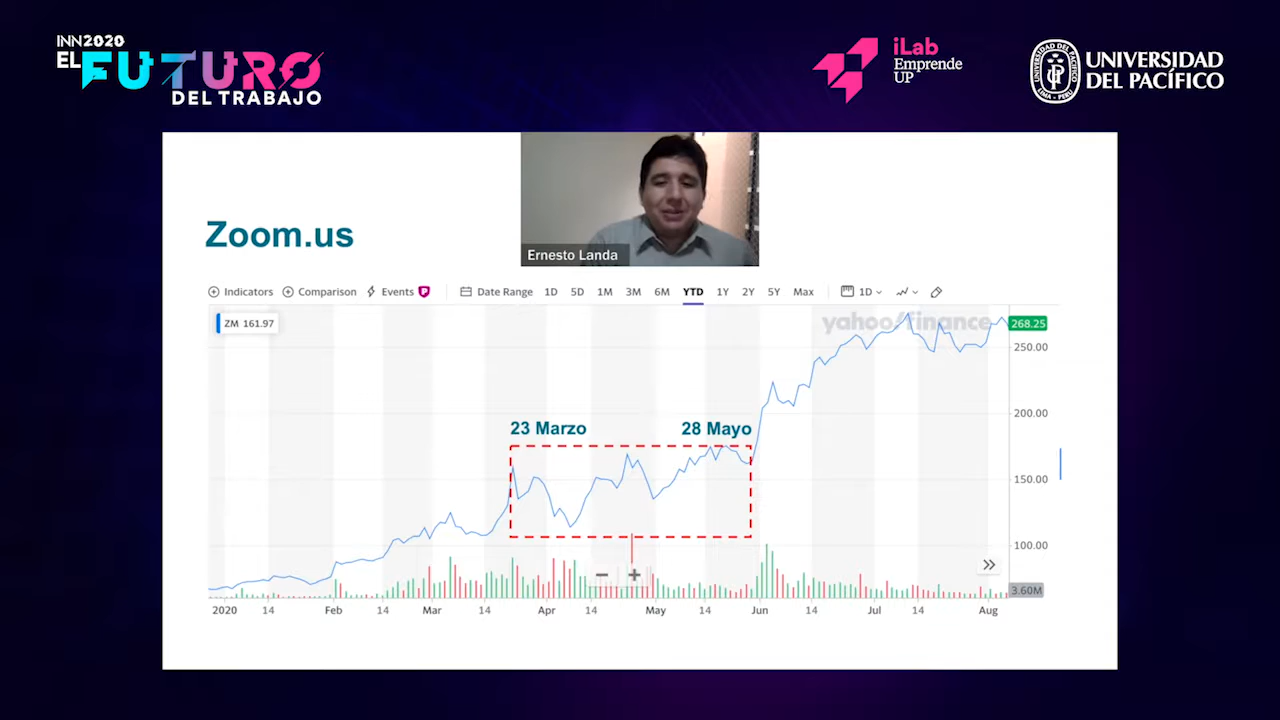 INN2020
EL FUTURO
DEL TRABAJO
iLab
Emprende
UP
UNIVERSIDAD
DEL PACÍFICO
Ernesto Landa
Zoom.us
Indicators Comparison Events Date Range 1D 5D 1M 3M 6M YTD 1Y 2Y 5Y Max 1D
ZM 161.97
yahoo!finance
268.25
250.00
200.00
23 Marzo 28 Mayo
150.00
100.00
3.60M
2020 14 Feb 14 Mar 14 Apr 14 May 14 Jun 14 Jul 14 Aug